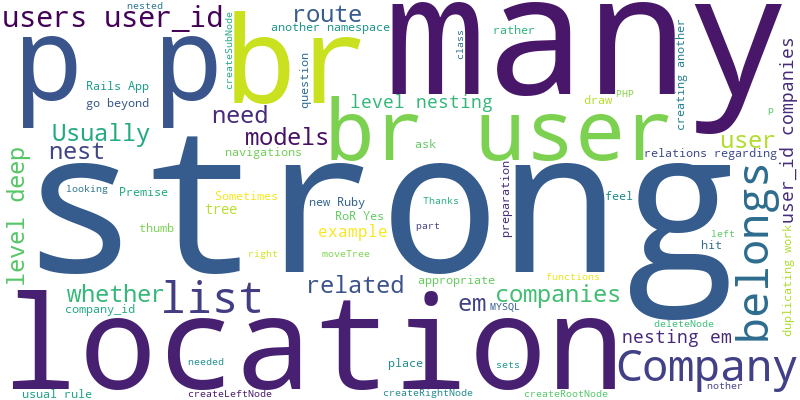 nested
users user_id
route
many
rather
class
another namespace
createSubNode
p p
br
Rails App
go beyond
question
level nesting
draw
PHP
creating another
user_id companies
need
models
br user
p
Usually
nest
navigations
ask
user
relations regarding
strong
looking
Premise
Sometimes
tree
new Ruby
RoR Yes
Thanks
part
preparation
feel
belongs
level deep
thumb
example
moveTree
right
hit
left
duplicating work
related
appropriate
functions
whether
list
company_id
em
MYSQL
companies
location
deleteNode
nesting em
Company
needed
place
sets
nother
usual rule
createLeftNode
createRightNode
createRootNode